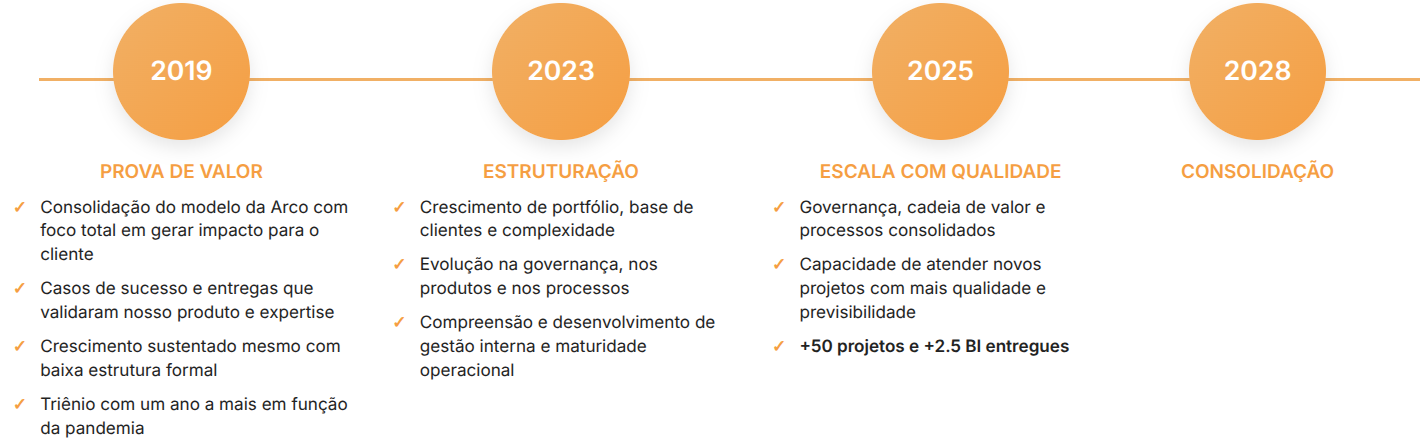 2019
2023
2025
2028
PROVA DE VALOR
✓ Consolidação do modelo da Arco com
foco total em gerar impacto para o
cliente
✓ Casos de sucesso e entregas que
validaram nosso produto e expertise
✓ Crescimento sustentado mesmo com
baixa estrutura formal
✓ Triênio com um ano a mais em função
da pandemia
ESTRUTURAÇÃO
✓ Crescimento de portfólio, base de
clientes e complexidade
✓ Evolução na governança, nos
produtos e nos processos
✓ Compreensão e desenvolvimento de
gestão interna e maturidade
operacional
ESCALA COM QUALIDADE
✓ Governança, cadeia de valor e
processos consolidados
✓ Capacidade de atender novos
projetos com mais qualidade e
previsibilidade
✓ +50 projetos e +2.5 BI entregues
CONSOLIDAÇÃO